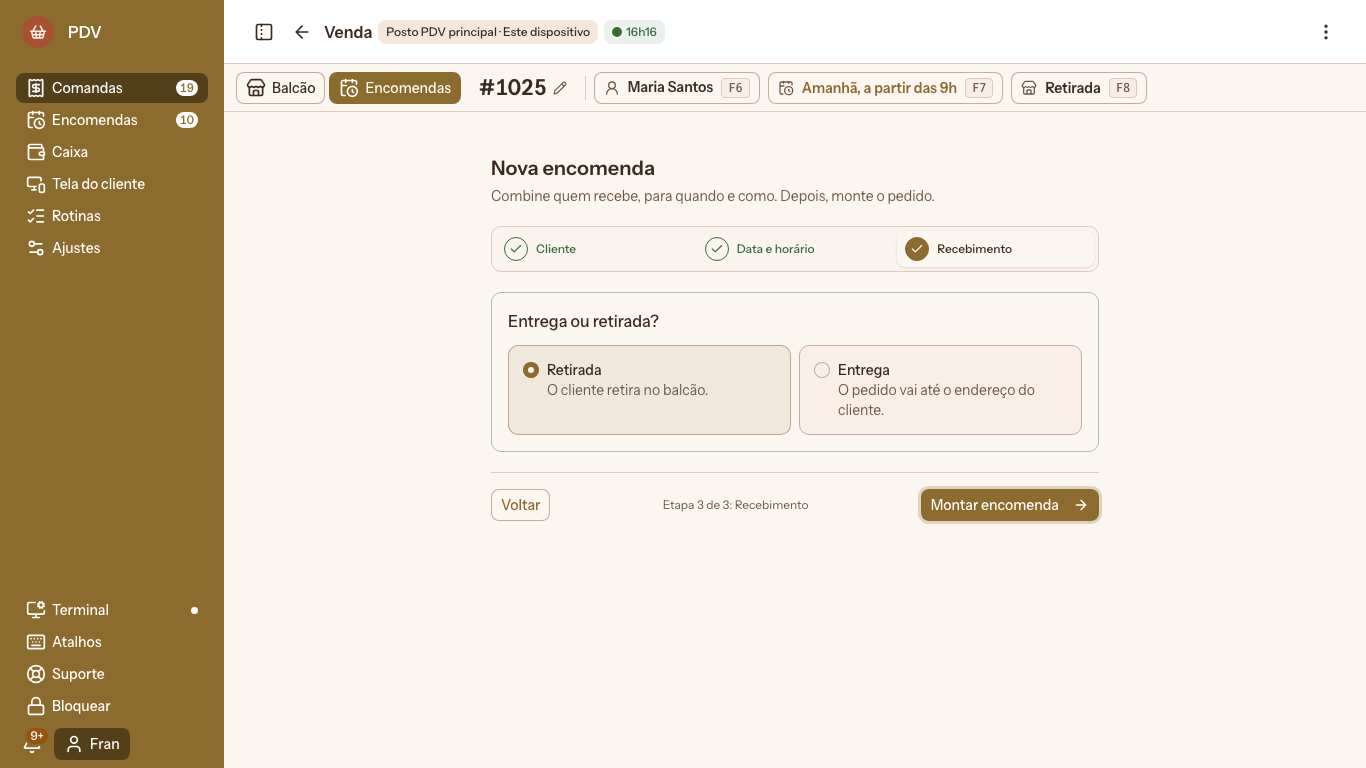 PDV
Comandas 19
Encomendas 10
Caixa
Tela do cliente
Rotinas
Ajustes
Terminal
Atalhos
Suporte
Bloquear
9+
Fran
Venda
Posto PDV principal · Este dispositivo
16h16
Balcão
Encomendas
#1025
Maria Santos F6
Amanhã, a partir das 9h F7
Retirada F8
Nova encomenda
Combine quem recebe, para quando e como. Depois, monte o pedido.
Cliente
Data e horário
Recebimento
Entrega ou retirada?
Retirada
O cliente retira no balcão.
Entrega
O pedido vai até o endereço do
cliente.
Voltar
Etapa 3 de 3: Recebimento
Montar encomenda